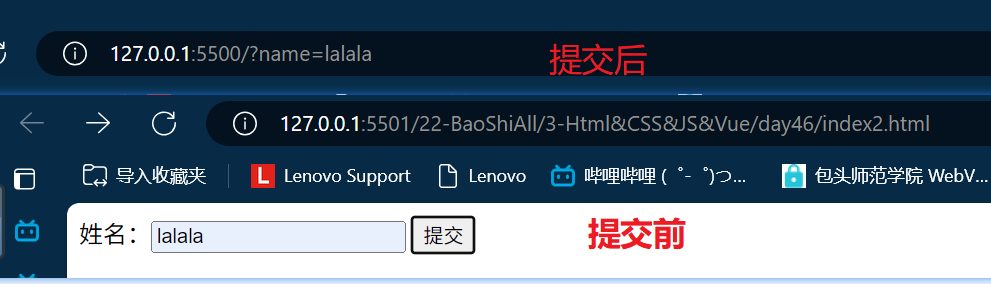 127.0.0.1:5500/?name=lalala
提交后
127.0.0.1:5501/22-BaoShiAll/3-Html&CSS&JS&Vue/day46/index2.html
导入收藏夹 L Lenovo Support Lenovo 哔哩哔哩 (゜-゜)つ... 包头师范学院 WebV...
姓名：lalala 提交
提交前